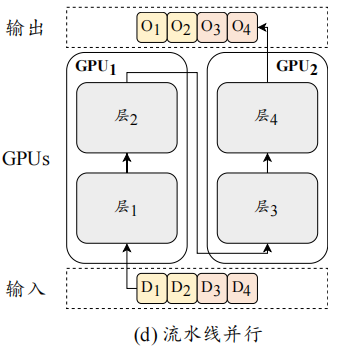 输出
O1 O2 O3 O4
GPU1
GPU2
层2
层4
GPUs
层1
层3
输入
D1 D2 D3 D4
(d) 流水线并行